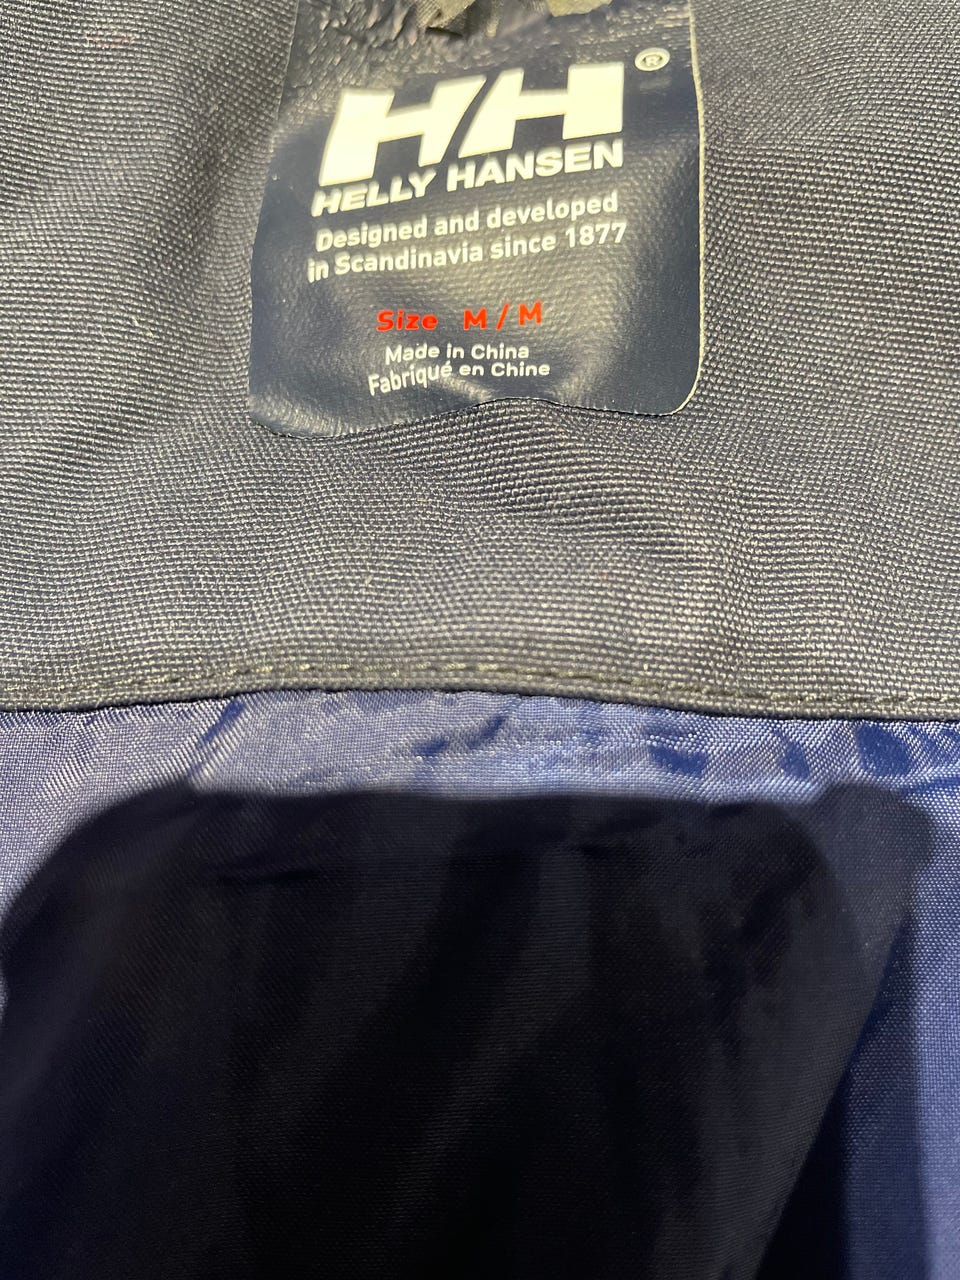 HH®
HELLY HANSEN
Designed and developed
in Scandinavia since 1877
Size M / M
Made in China
Fabriqué en Chine